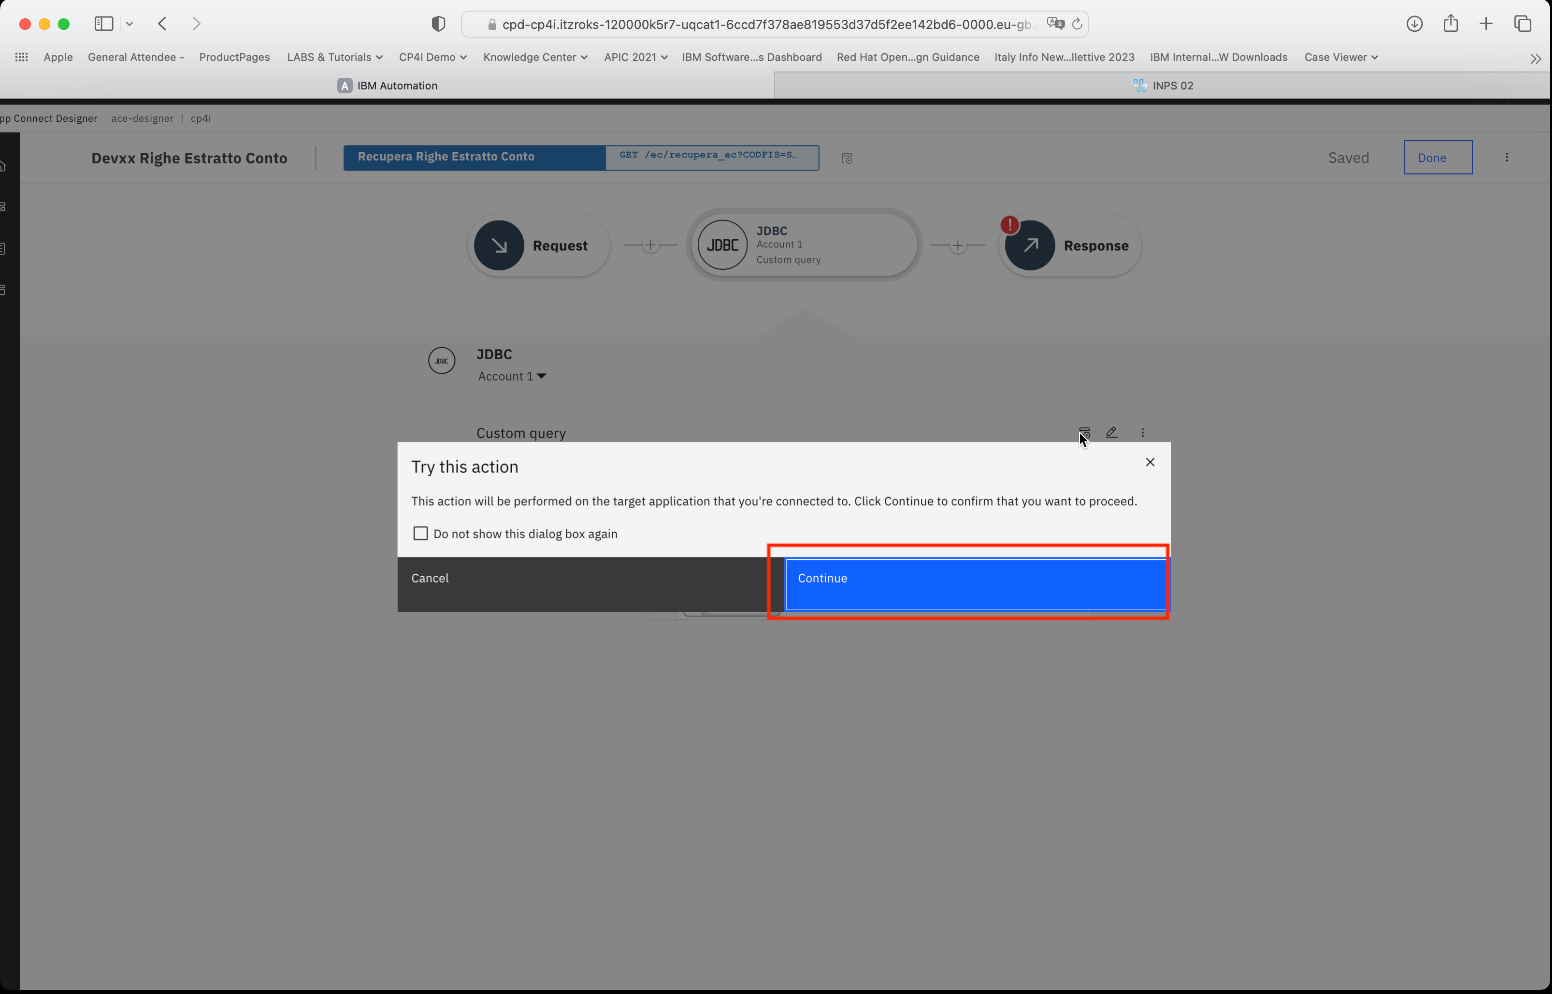 cpd-cp4i.itzroks-120000k5r7-uqcat1-6ccd7f378ae819553d37d5f2ee142bd6-0000.eu-gb.
Apple General Attendee - ProductPages LABS & Tutorials CP4I Demo Knowledge Center APIC 2021 IBM Software...s Dashboard Red Hat Open...gn Guidance Italy Info New...llettive 2023 IBM Internal...W Downloads Case Viewer
A IBM Automation INPS 02
pp Connect Designer ace-designer | cp4i
Devxx Righe Estratto Conto Recupera Righe Estratto Conto GET /ec/recupera_ec?CODFIS=S... Saved Done
Request
JDBC
JDBC
Account 1
Custom query
!
Response
JDBC
JDBC
Account 1
Custom query
Try this action
This action will be performed on the target application that you're connected to. Click Continue to confirm that you want to proceed.
Do not show this dialog box again
Cancel Continue